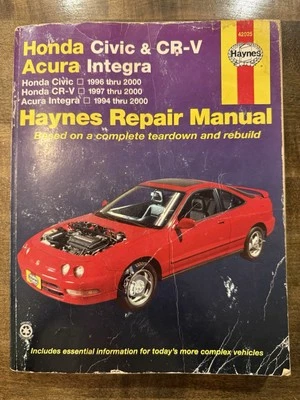 42025
Haynes
Honda Civic & CR-V
Acura Integra
Honda Civic 1996 thru 2000
Honda CR-V 1997 thru 2000
Acura Integra 1994 thru 2000
Haynes Repair Manual
Based on a complete teardown and rebuild
Includes essential information for today's more complex vehicles